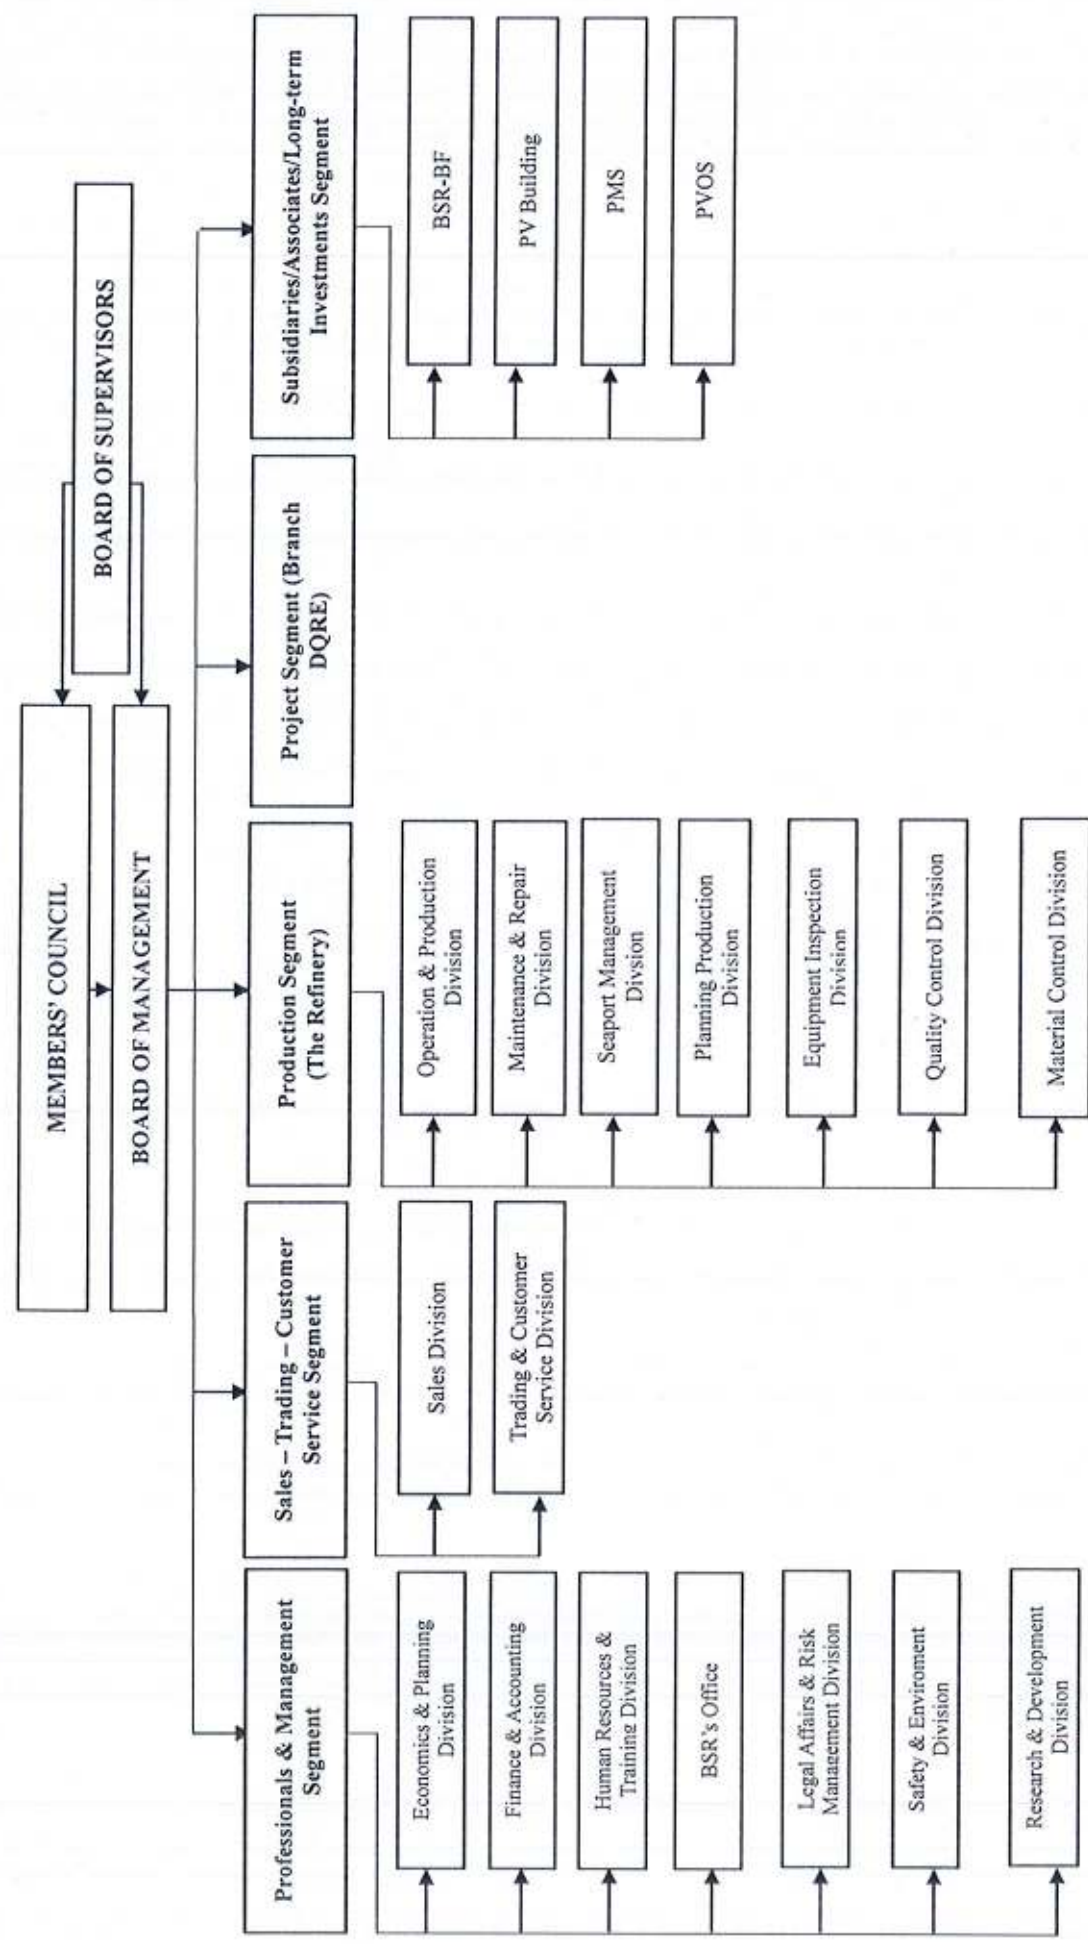 MEMBERS' COUNCIL
BOARD OF SUPERVISORS
BOARD OF MANAGEMENT
Professionals & Management
Segment
Economics & Planning
Division
Finance & Accounting
Division
Human Resources &
Training Division
BSR's Office
Legal Affairs & Risk
Management Division
Safety & Enviroment
Division
Research & Development
Division
Sales – Trading – Customer
Service Segment
Sales Division
Trading & Customer
Service Division
Production Segment
(The Refinery)
Operation & Production
Division
Maintenance & Repair
Division
Seaport Management
Divsion
Planning Production
Division
Equipment Inspection
Division
Quality Control Division
Material Control Division
Project Segment (Branch
DQRE)
Subsidiaries/Associates/Long-term
Investments Segment
BSR-BF
PV Building
PMS
PVOS